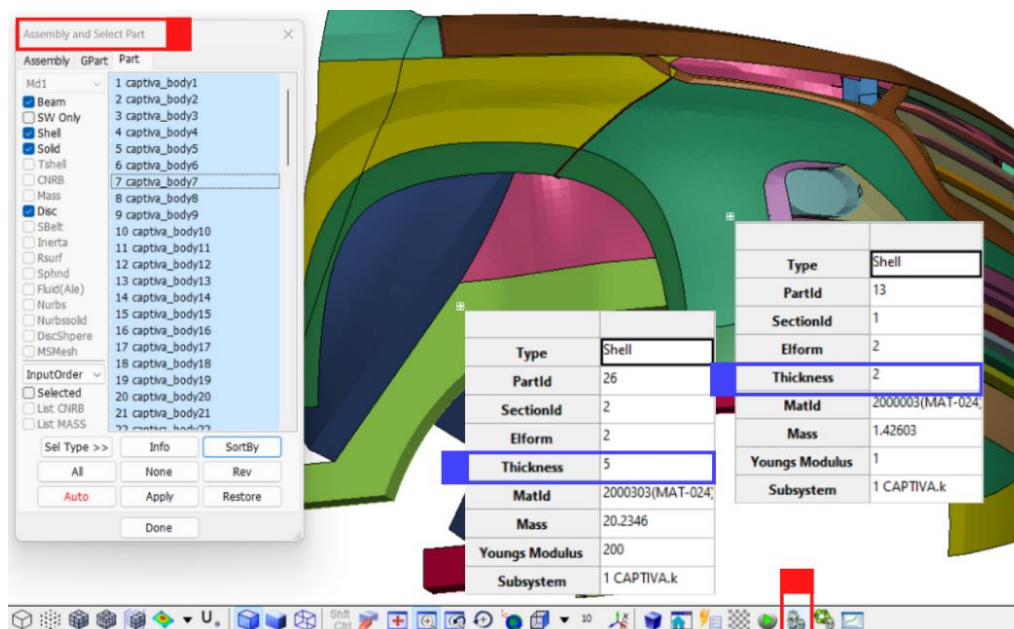 Assembly and Select Part
Assembly GPart Part
Md1
Beam
SW Only
Shell
Solid
Tshell
CNRB
Mass
Disc
SBelt
Inerta
Rsurf
Sphnd
Fluid(Ale)
Nurbs
Nurbssolid
DiscShpere
MSMesh
InputOrder
Selected
List CNRB
List MASS
1 captiva_body1
2 captiva_body2
3 captiva_body3
4 captiva_body4
5 captiva_body5
6 captiva_body6
7 captiva_body7
8 captiva_body8
9 captiva_body9
10 captiva_body10
11 captiva_body11
12 captiva_body12
13 captiva_body13
14 captiva_body14
15 captiva_body15
16 captiva_body16
17 captiva_body17
18 captiva_body18
19 captiva_body19
20 captiva_body20
21 captiva_body21
22 captiva_body22
Sel Type >> Info SortBy
All None Rev
Auto Apply Restore
Done
Type Shell
PartId 26
SectionId 2
Elform 2
Thickness 5
MatId 2000303(MAT-024)
Mass 20.2346
Youngs Modulus 200
Subsystem 1 CAPTIVA.k
Type Shell
PartId 13
SectionId 1
Elform 2
Thickness 2
MatId 2000003(MAT-024)
Mass 1.42603
Youngs Modulus 1
Subsystem 1 CAPTIVA.k
U.
Shft
Ctrl
10